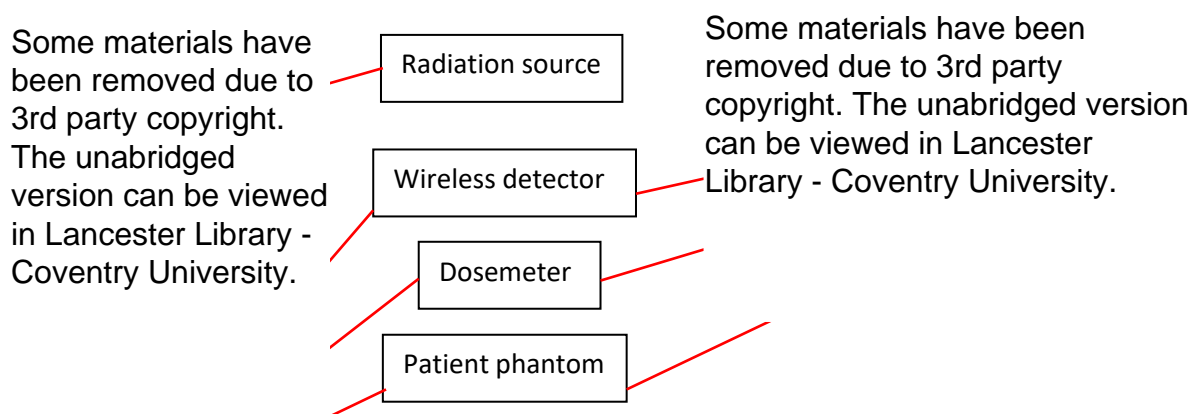 Some materials have
been removed due to
3rd party copyright.
The unabridged
version can be viewed
in Lancester Library -
Coventry University.
Radiation source
Wireless detector
Dosemeter
Patient phantom
Some materials have been
removed due to 3rd party
copyright. The unabridged version
can be viewed in Lancester
Library - Coventry University.